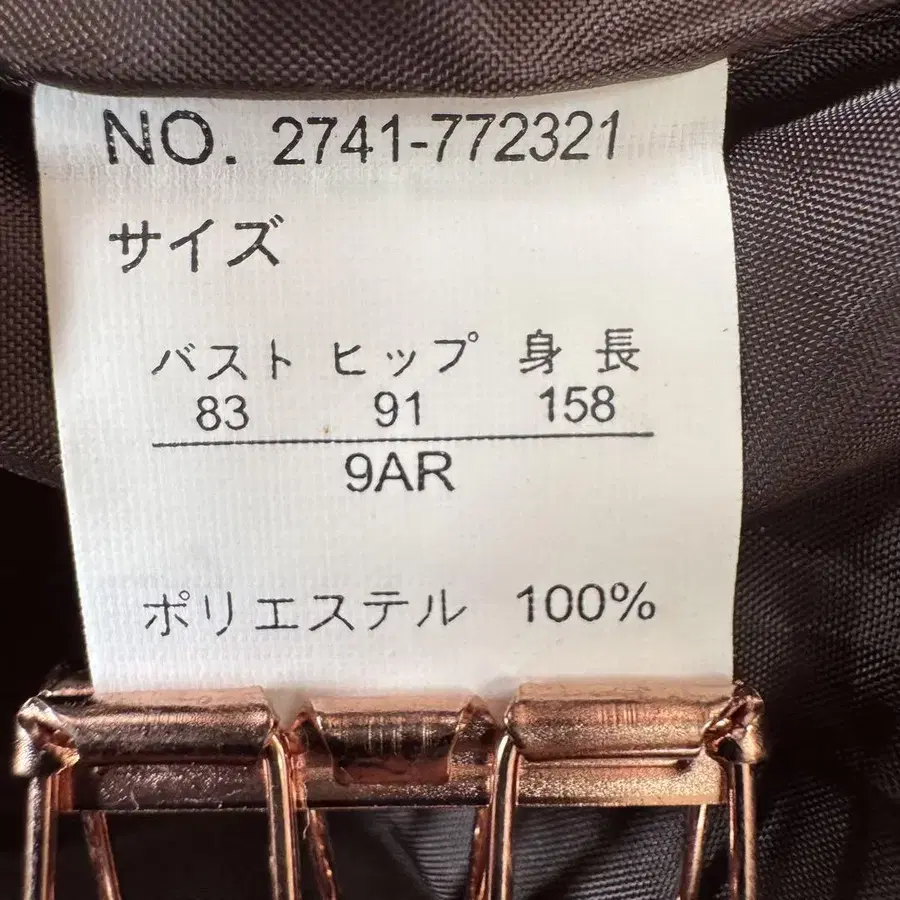 NO. 2741-772321
サイズ
バスト ヒップ 身長
83 91 158
9AR
ポリエステル 100%